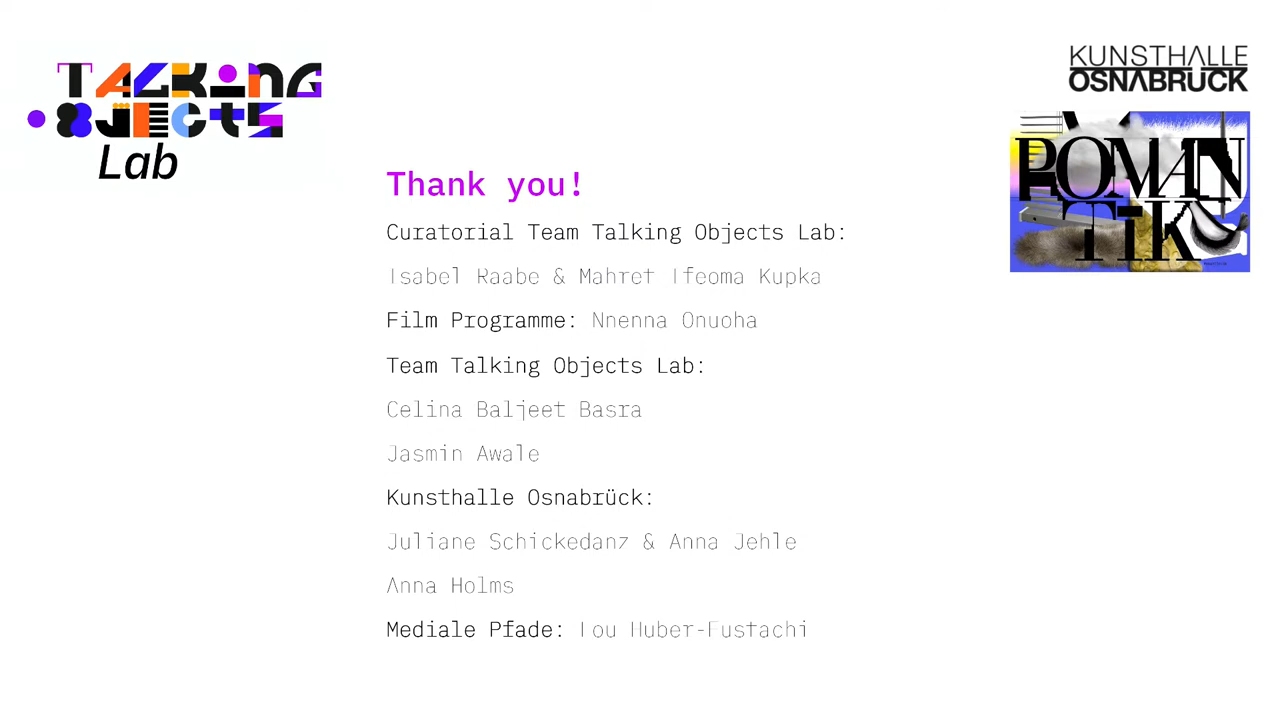 TALKING
OBJECTS
Lab
KUNSTHALLE
OSNABRÜCK
ROMAN
TIK
Thank you!
Curatorial Team Talking Objects Lab:
Isabel Raabe & Mahret Ifeoma Kupka
Film Programme: Nnenna Onuoha
Team Talking Objects Lab:
Celina Baljeet Basra
Jasmin Awale
Kunsthalle Osnabrück:
Juliane Schickedanz & Anna Jehle
Anna Holms
Mediale Pfade: Lou Huber-Eustachi